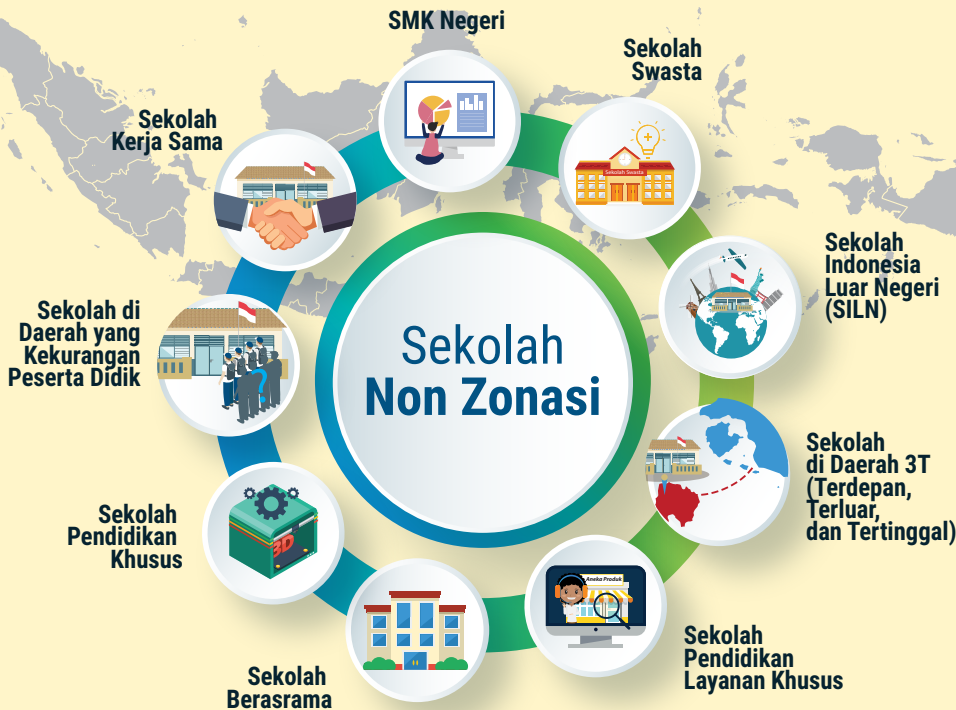 SMK Negeri
Sekolah
Swasta
Sekolah Swasta
Sekolah
Indonesia
Luar Negeri
(SILN)
Sekolah
di Daerah 3T
(Terdepan,
Terluar,
dan Tertinggal)
Sekolah
Pendidikan
Layanan Khusus
Aneka Produk
Sekolah
Berasrama
Sekolah
Pendidikan
Khusus
3D
Sekolah di
Daerah yang
Kekurangan
Peserta Didik
Sekolah
Kerja Sama
Sekolah
Non Zonasi